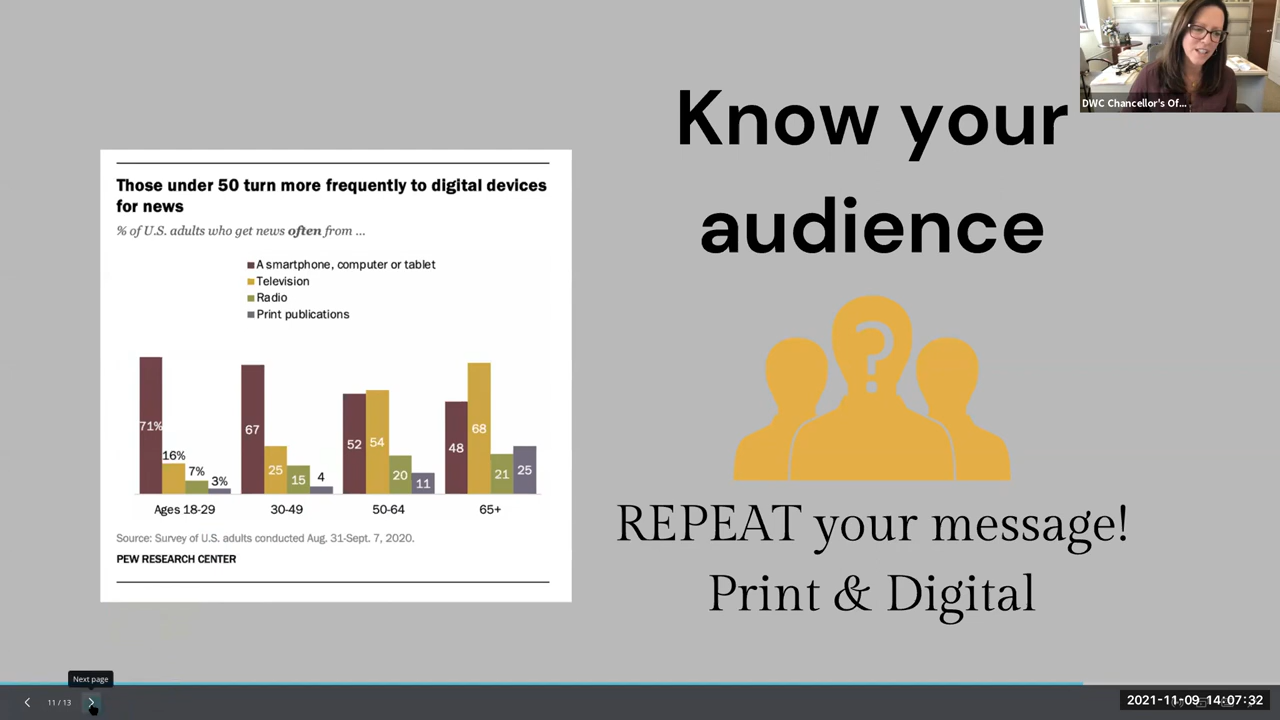 Know your
audience
DWC Chancellor's Of...
Those under 50 turn more frequently to digital devices
for news
% of U.S. adults who get news often from ...
A smartphone, computer or tablet
Television
Radio
Print publications
71%
16%
7%
3%
67
25
15
4
52
54
20
11
48
68
21
25
Ages 18-29
30-49
50-64
65+
Source: Survey of U.S. adults conducted Aug. 31-Sept. 7, 2020.
PEW RESEARCH CENTER
?
REPEAT your message!
Print & Digital
Next page
11 / 13
2021-11-09 14:07:32